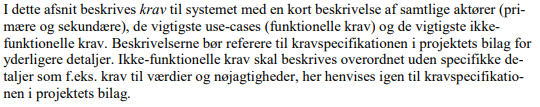 I dette afsnit beskrives krav til systemet med en kort beskrivelse af samtlige aktører (pri-
mære og sekundære), de vigtigste use-cases (funktionelle krav) og de vigtigste ikke-
funktionelle krav. Beskrivelserne bør referere til kravspecifikationen i projektets bilag for
yderligere detaljer. Ikke-funktionelle krav skal beskrives overordnet uden specifikke de-
taljer som f.eks. krav til værdier og nøjagtigheder, her henvises igen til kravspecifikatio-
nen i projektets bilag.